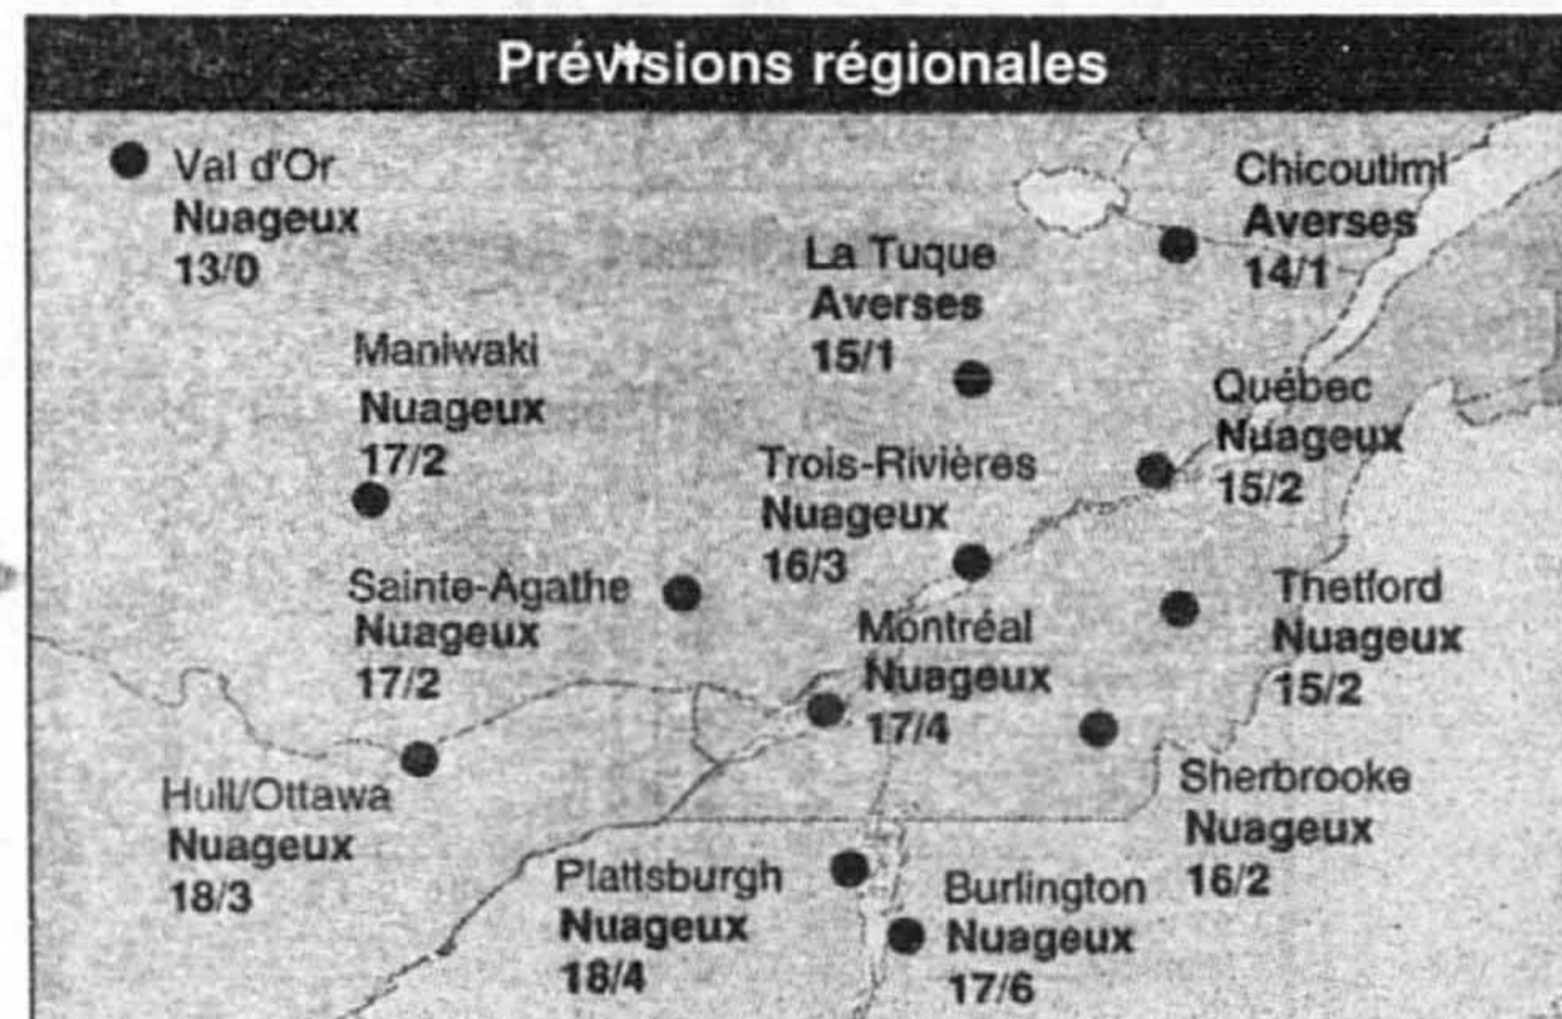 Prévisions régionales
Val d'Or
Nuageux
13/0
Chicoutimi
Averses
14/1
La Tuque
Averses
15/1
Maniwaki
Nuageux
17/2
Québec
Nuageux
15/2
Trois-Rivières
Nuageux
16/3
Sainte-Agathe
Nuageux
17/2
Thetford
Nuageux
15/2
Montréal
Nuageux
17/4
Hull/Ottawa
Nuageux
18/3
Sherbrooke
Nuageux
16/2
Plattsburgh
Nuageux
18/4
Burlington
Nuageux
17/6